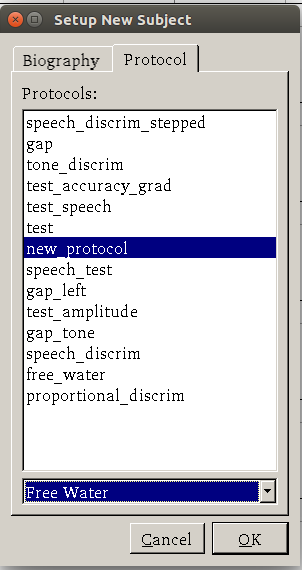 Setup New Subject
Biography Protocol
Protocols:
speech_discrim_stepped
gap
tone_discrim
test_accuracy_grad
test_speech
test
new_protocol
speech_test
gap_left
test_amplitude
gap_tone
speech_discrim
free_water
proportional_discrim
Free Water
Cancel OK